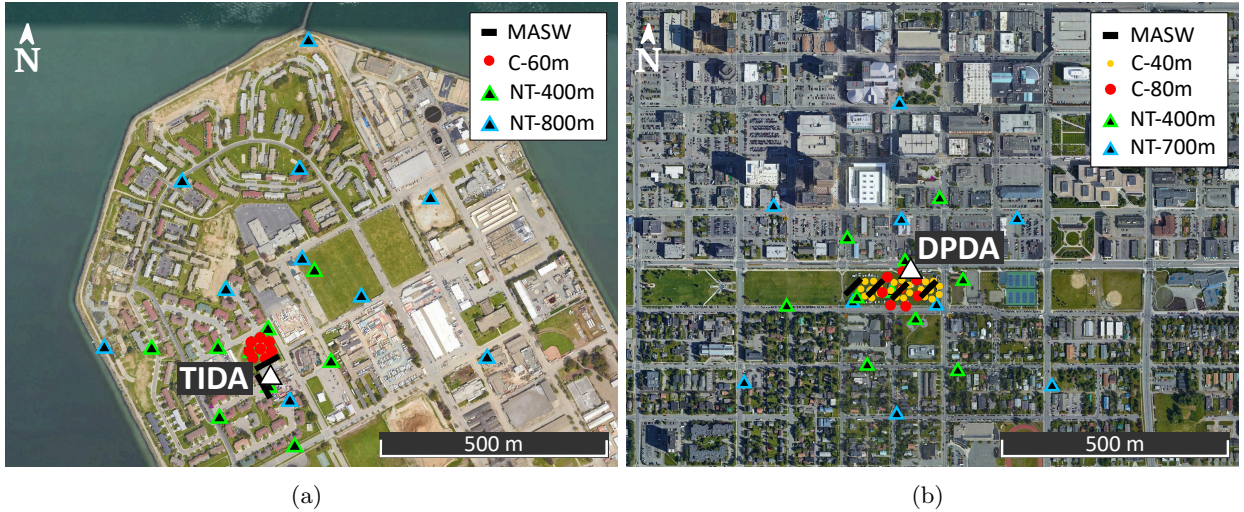 N
MASW
C-60m
NT-400m
NT-800m
TIDA
500 m
(a)
N
MASW
C-40m
C-80m
NT-400m
NT-700m
DPDA
500 m
(b)